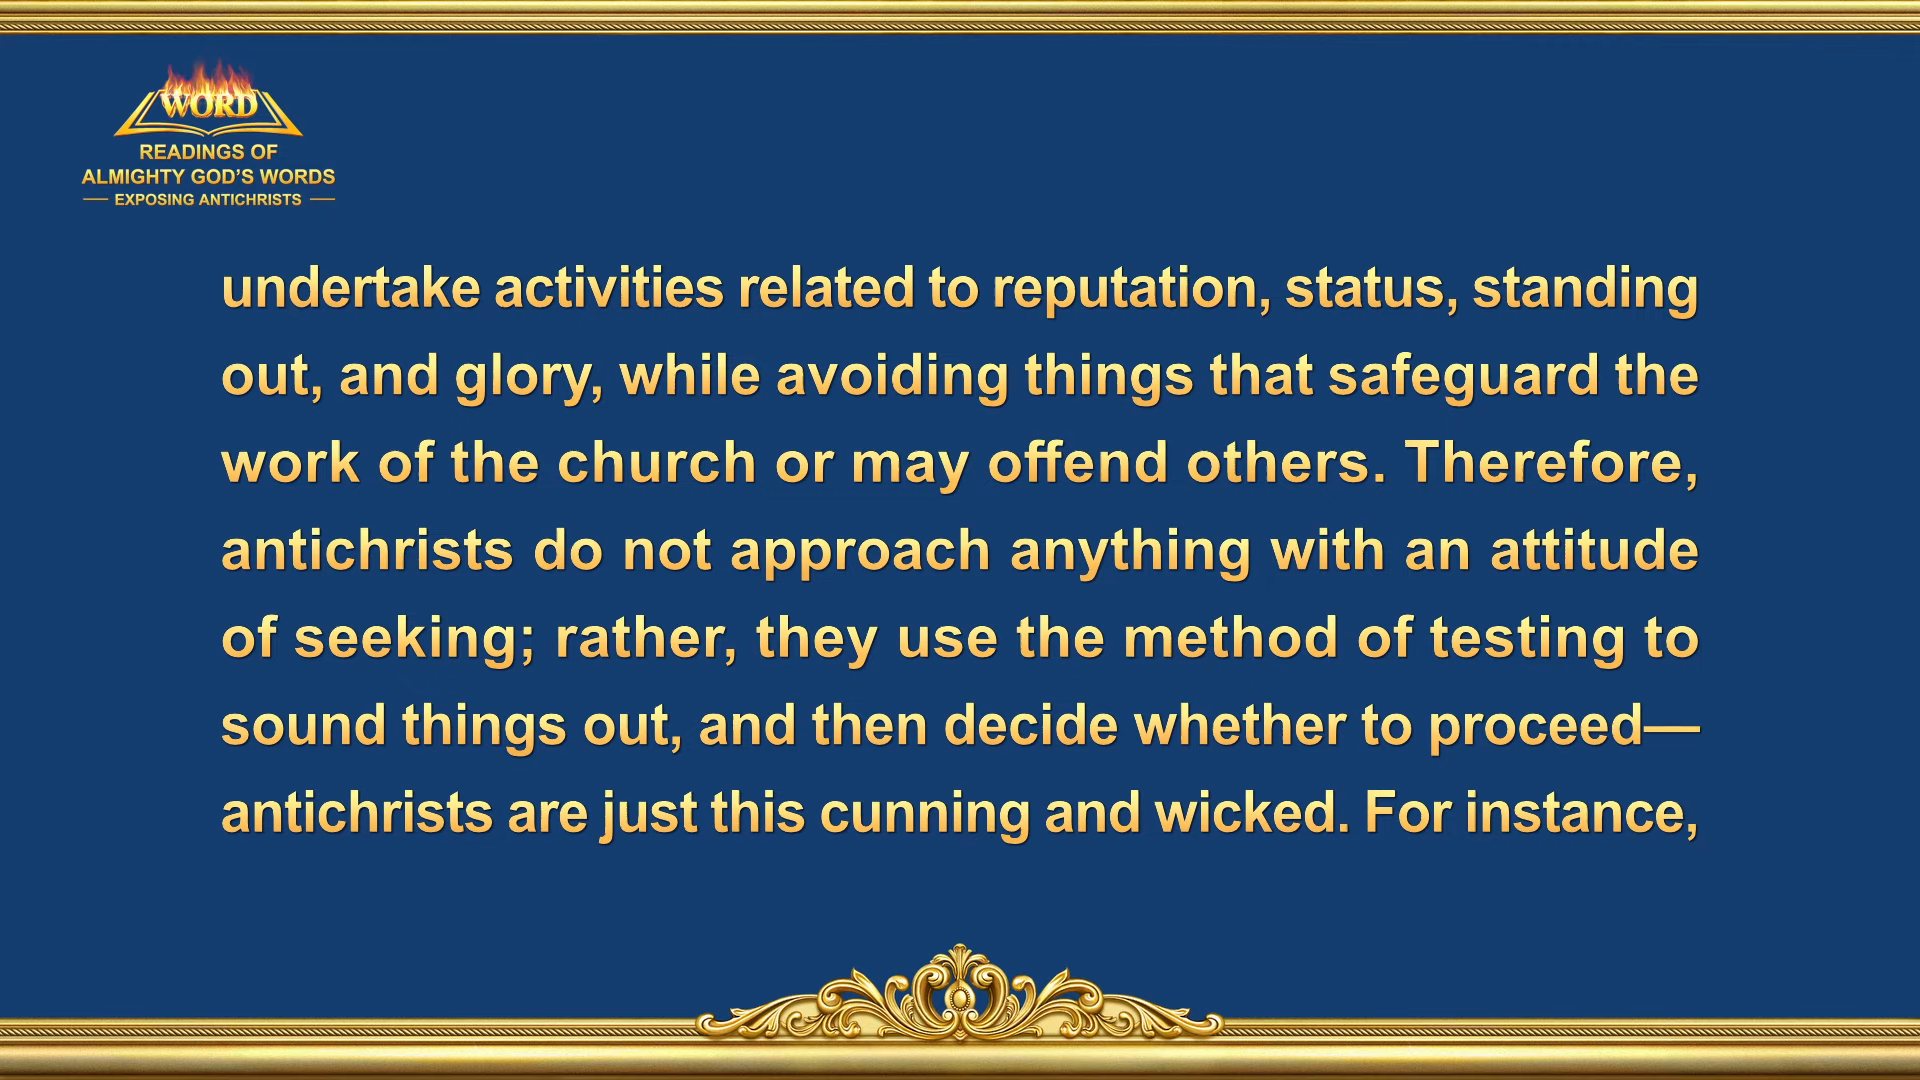 WORD
READINGS OF
ALMIGHTY GOD'S WORDS
EXPOSING ANTICHRISTS
undertake activities related to reputation, status, standing
out, and glory, while avoiding things that safeguard the
work of the church or may offend others. Therefore,
antichrists do not approach anything with an attitude
of seeking; rather, they use the method of testing to
sound things out, and then decide whether to proceed—
antichrists are just this cunning and wicked. For instance,